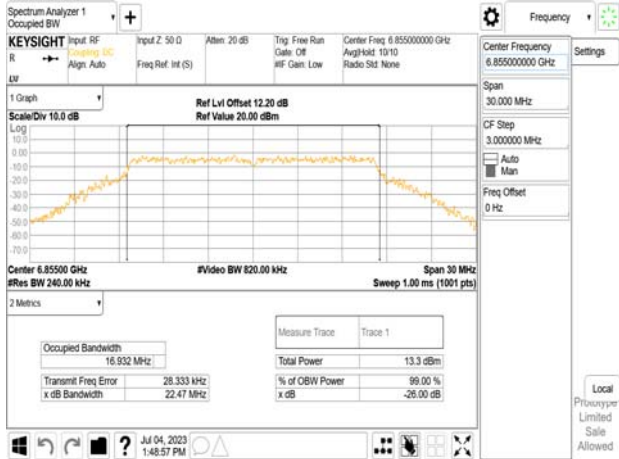 Spectrum Analyzer 1
Occupied BW
+
Frequency
KEYSIGHT
R
LVI
Input: RF
Coupling: DC
Align: Auto
Input Z: 50 Ω
Freq Ref: Int (S)
Atten: 20 dB
Trig: Free Run
Gate: Off
#IF Gain: Low
Center Freq: 6.855000000 GHz
Avg|Hold: 10/10
Radio Std: None
Center Frequency
6.855000000 GHz
Settings
Span
30.000 MHz
CF Step
3.000000 MHz
Auto
Man
Freq Offset
0 Hz
1 Graph
Scale/Div 10.0 dB
Ref Lvl Offset 12.20 dB
Ref Value 20.00 dBm
Log
10.0
0.00
-10.0
-20.0
-30.0
-40.0
-50.0
-60.0
-70.0
Center 6.85500 GHz
#Res BW 240.00 kHz
#Video BW 820.00 kHz
Span 30 MHz
Sweep 1.00 ms (1001 pts)
2 Metrics
Measure Trace Trace 1
Occupied Bandwidth
16.932 MHz
Total Power 13.3 dBm
Transmit Freq Error 28.333 kHz
% of OBW Power 99.00 %
x dB Bandwidth 22.47 MHz
x dB -26.00 dB
Local
Prototype
Limited
Sale
Allowed
?
Jul 04, 2023
1:48:57 PM